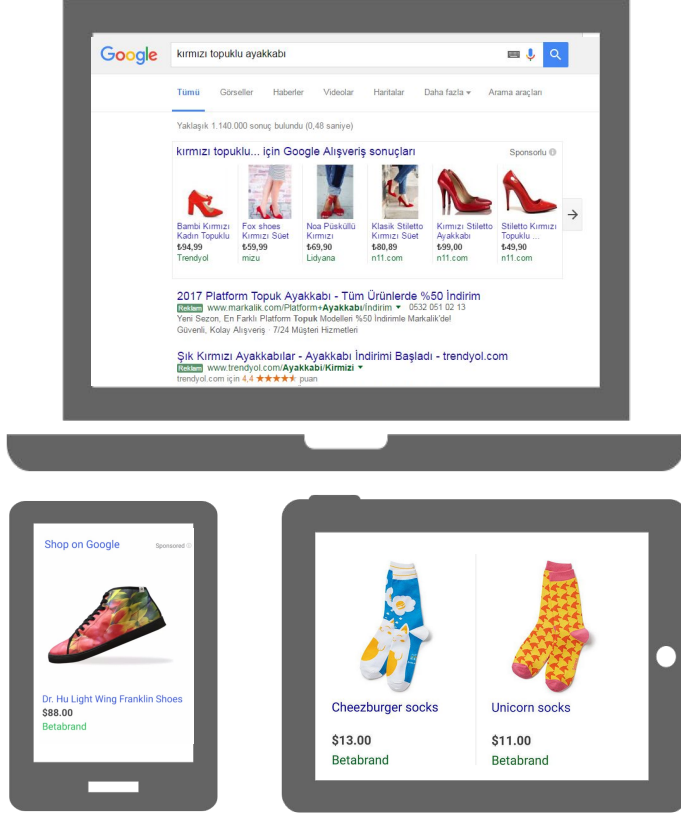 Google
kırmızı topuklu ayakkabı
Tümü Görseller Haberler Videolar Haritalar Daha fazla Arama araçları
Yaklaşık 1.140.000 sonuç bulundu (0,48 saniye)
kırmızı topuklu... için Google Alışveriş sonuçları Sponsorlu
Bambi Kırmızı
Kadın Topuklu
₺94,99
Trendyol
Fox shoes
Kırmızı Süet
₺59,99
mizu
Noa Püsküllü
Kırmızı
₺69,90
Lidyana
Klasik Stiletto
Kırmızı Süet
₺80,89
n11.com
Kırmızı Stiletto
Ayakkabı
₺99,00
n11.com
Stiletto Kırmızı
Topuklu ...
₺49,90
n11.com
2017 Platform Topuk Ayakkabı - Tüm Ürünlerde %50 İndirim
Reklam www.markalik.com/Platform+Ayakkabı/İndirim 0532 051 02 13
Yeni Sezon, En Farklı Platform Topuk Modelleri %50 İndirimle Markalik'de!
Güvenli, Kolay Alışveriş · 7/24 Müşteri Hizmetleri
Şık Kırmızı Ayakkabılar - Ayakkabı İndirimi Başladı - trendyol.com
Reklam www.trendyol.com/Ayakkabi/Kirmizi
trendyol.com için 4,4 ★★★★★ puan
Shop on Google Sponsored
Dr. Hu Light Wing Franklin Shoes
$88.00
Betabrand
Cheezburger socks
$13.00
Betabrand
Unicorn socks
$11.00
Betabrand